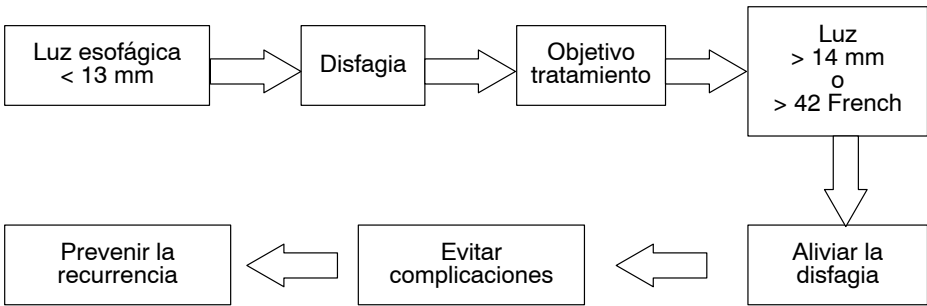 Luz esofágica
< 13 mm
Disfagia
Objetivo
tratamiento
Luz
> 14 mm
o
> 42 French
Aliviar la
disfagia
Evitar
complicaciones
Prevenir la
recurrencia